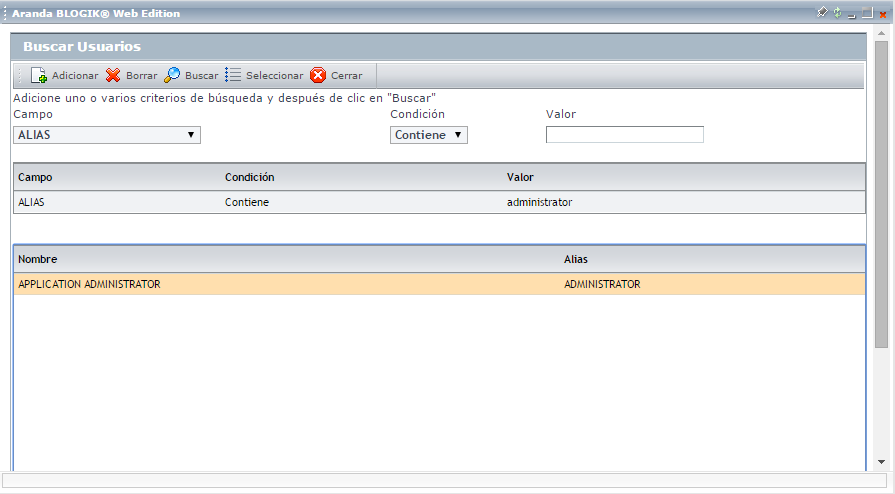 Aranda BLOGIK® Web Edition
Buscar Usuarios
Adicionar Borrar Buscar Seleccionar Cerrar
Adicione uno o varios criterios de búsqueda y después de clic en "Buscar"
Campo Condición Valor
ALIAS Contiene
Campo Condición Valor
ALIAS Contiene administrator
Nombre Alias
APPLICATION ADMINISTRATOR ADMINISTRATOR